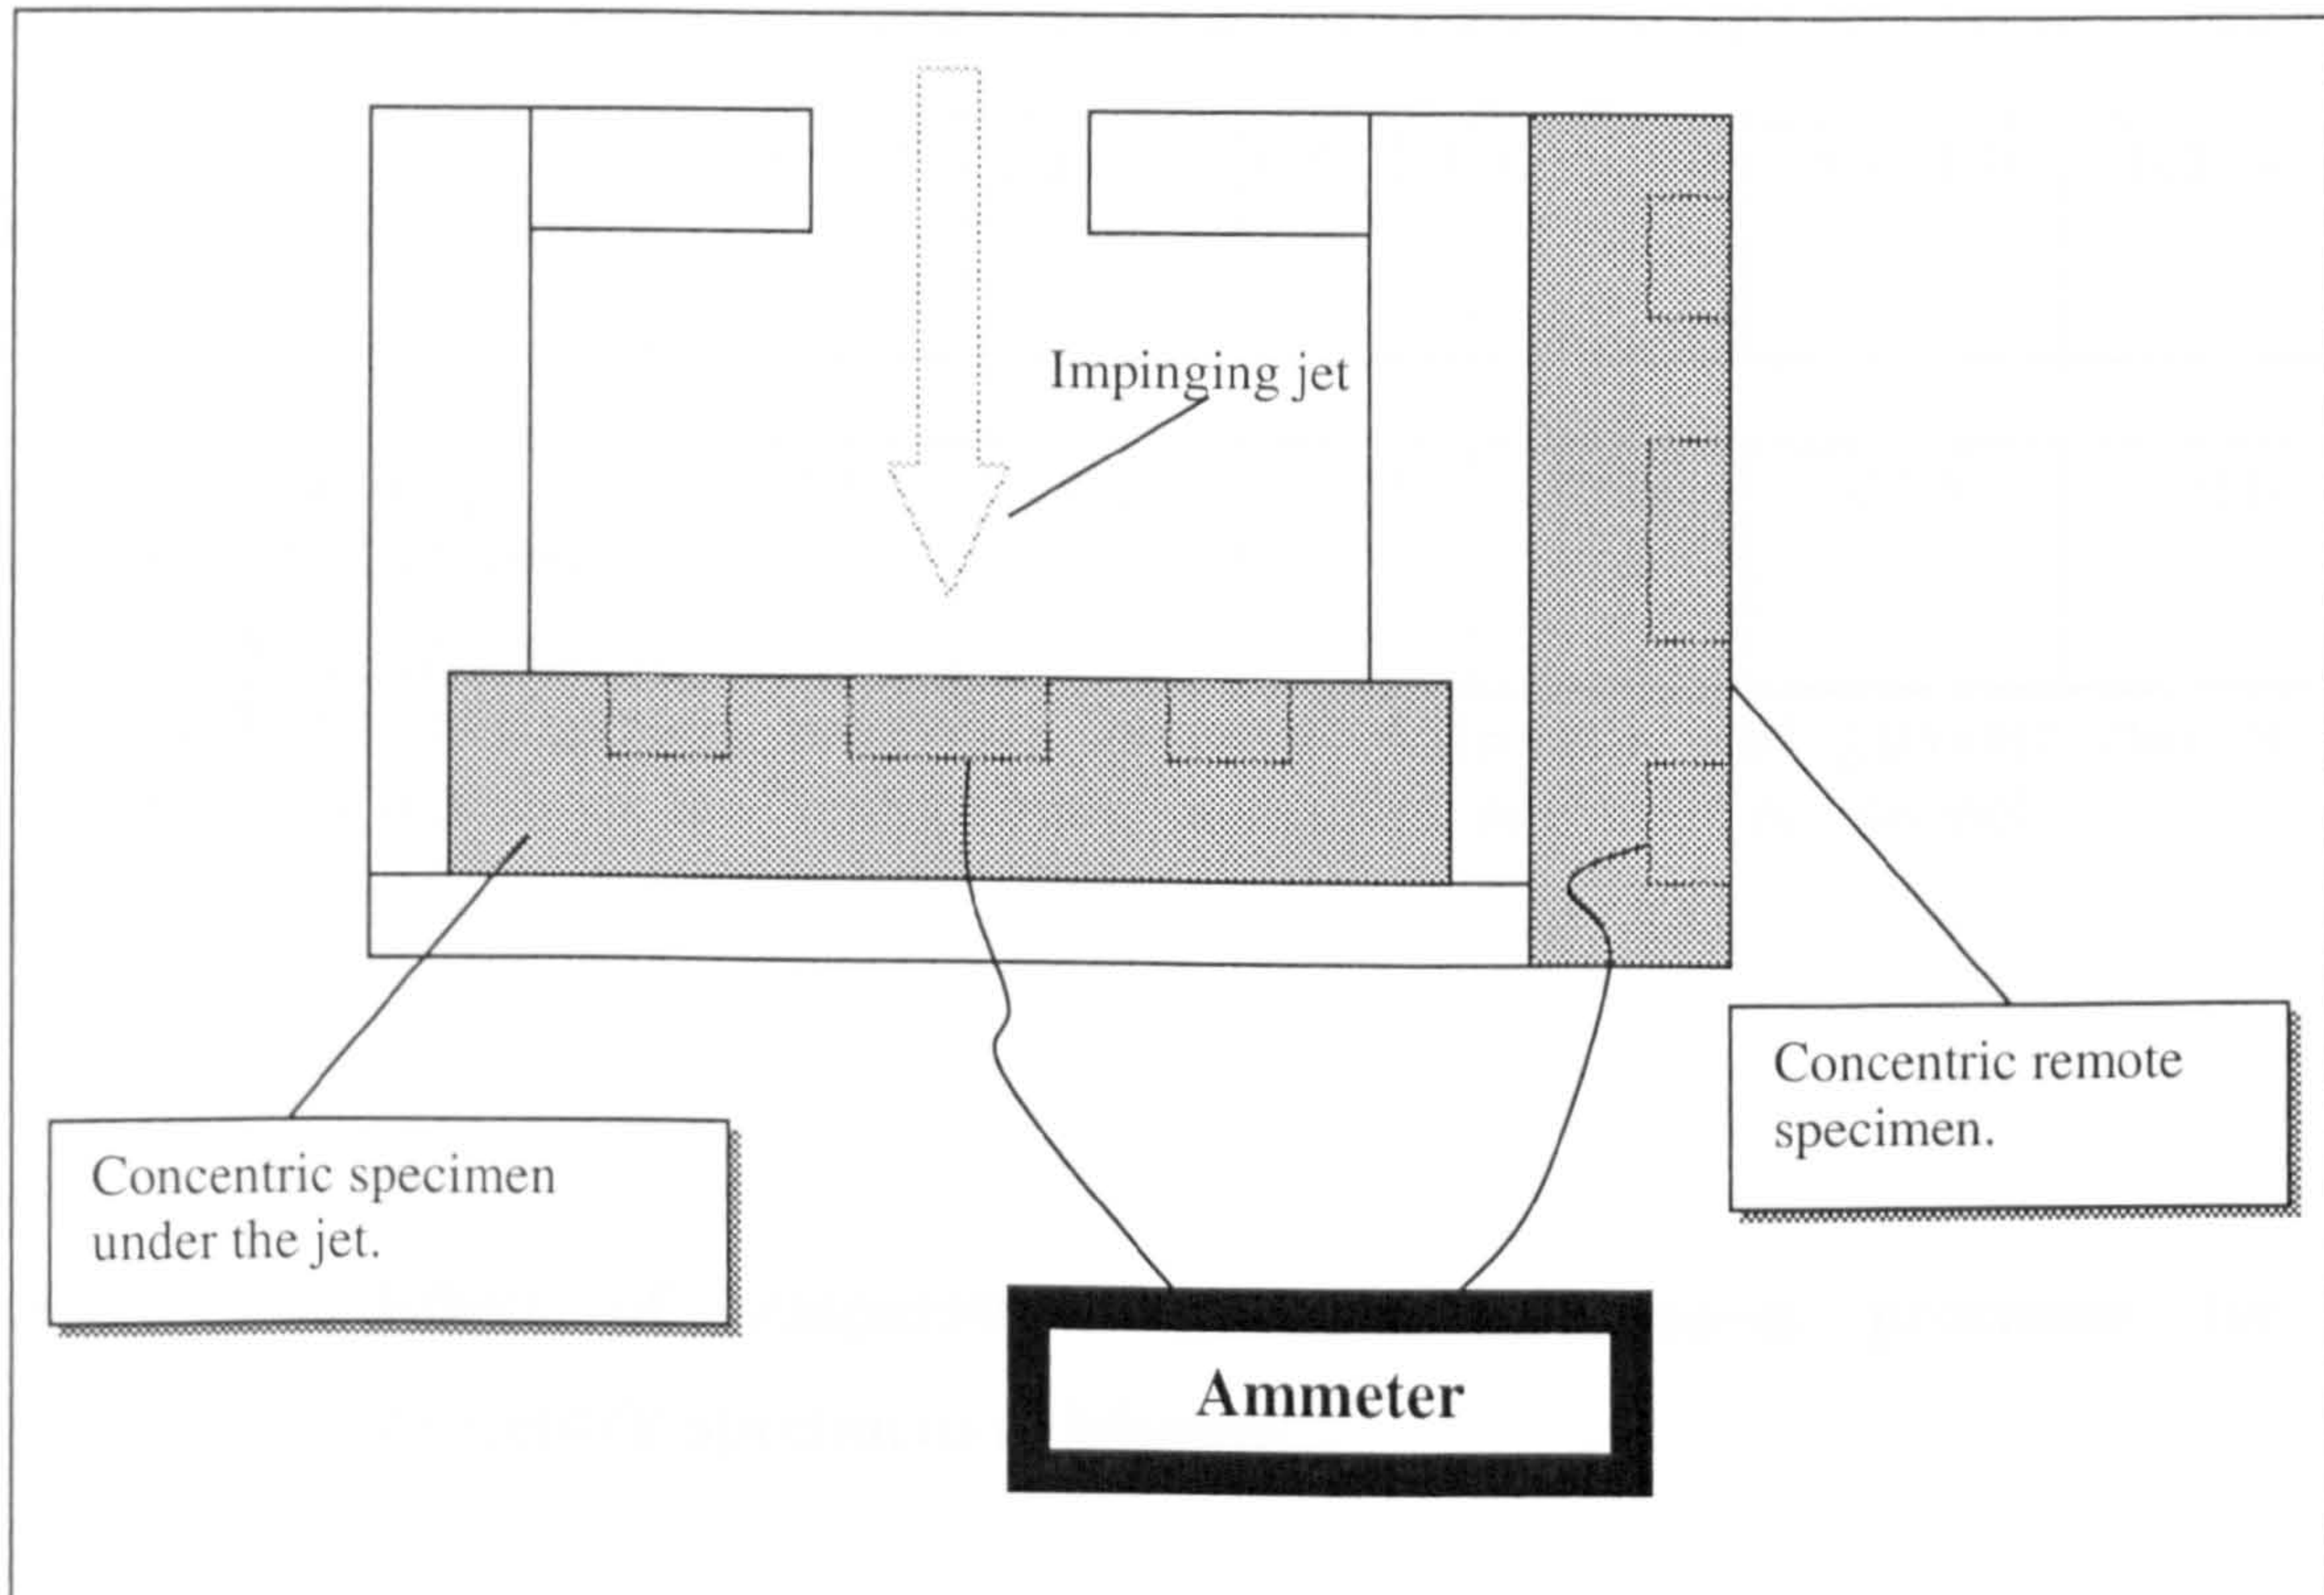 Impinging jet
Concentric remote
specimen.
Concentric specimen
under the jet.
Ammeter